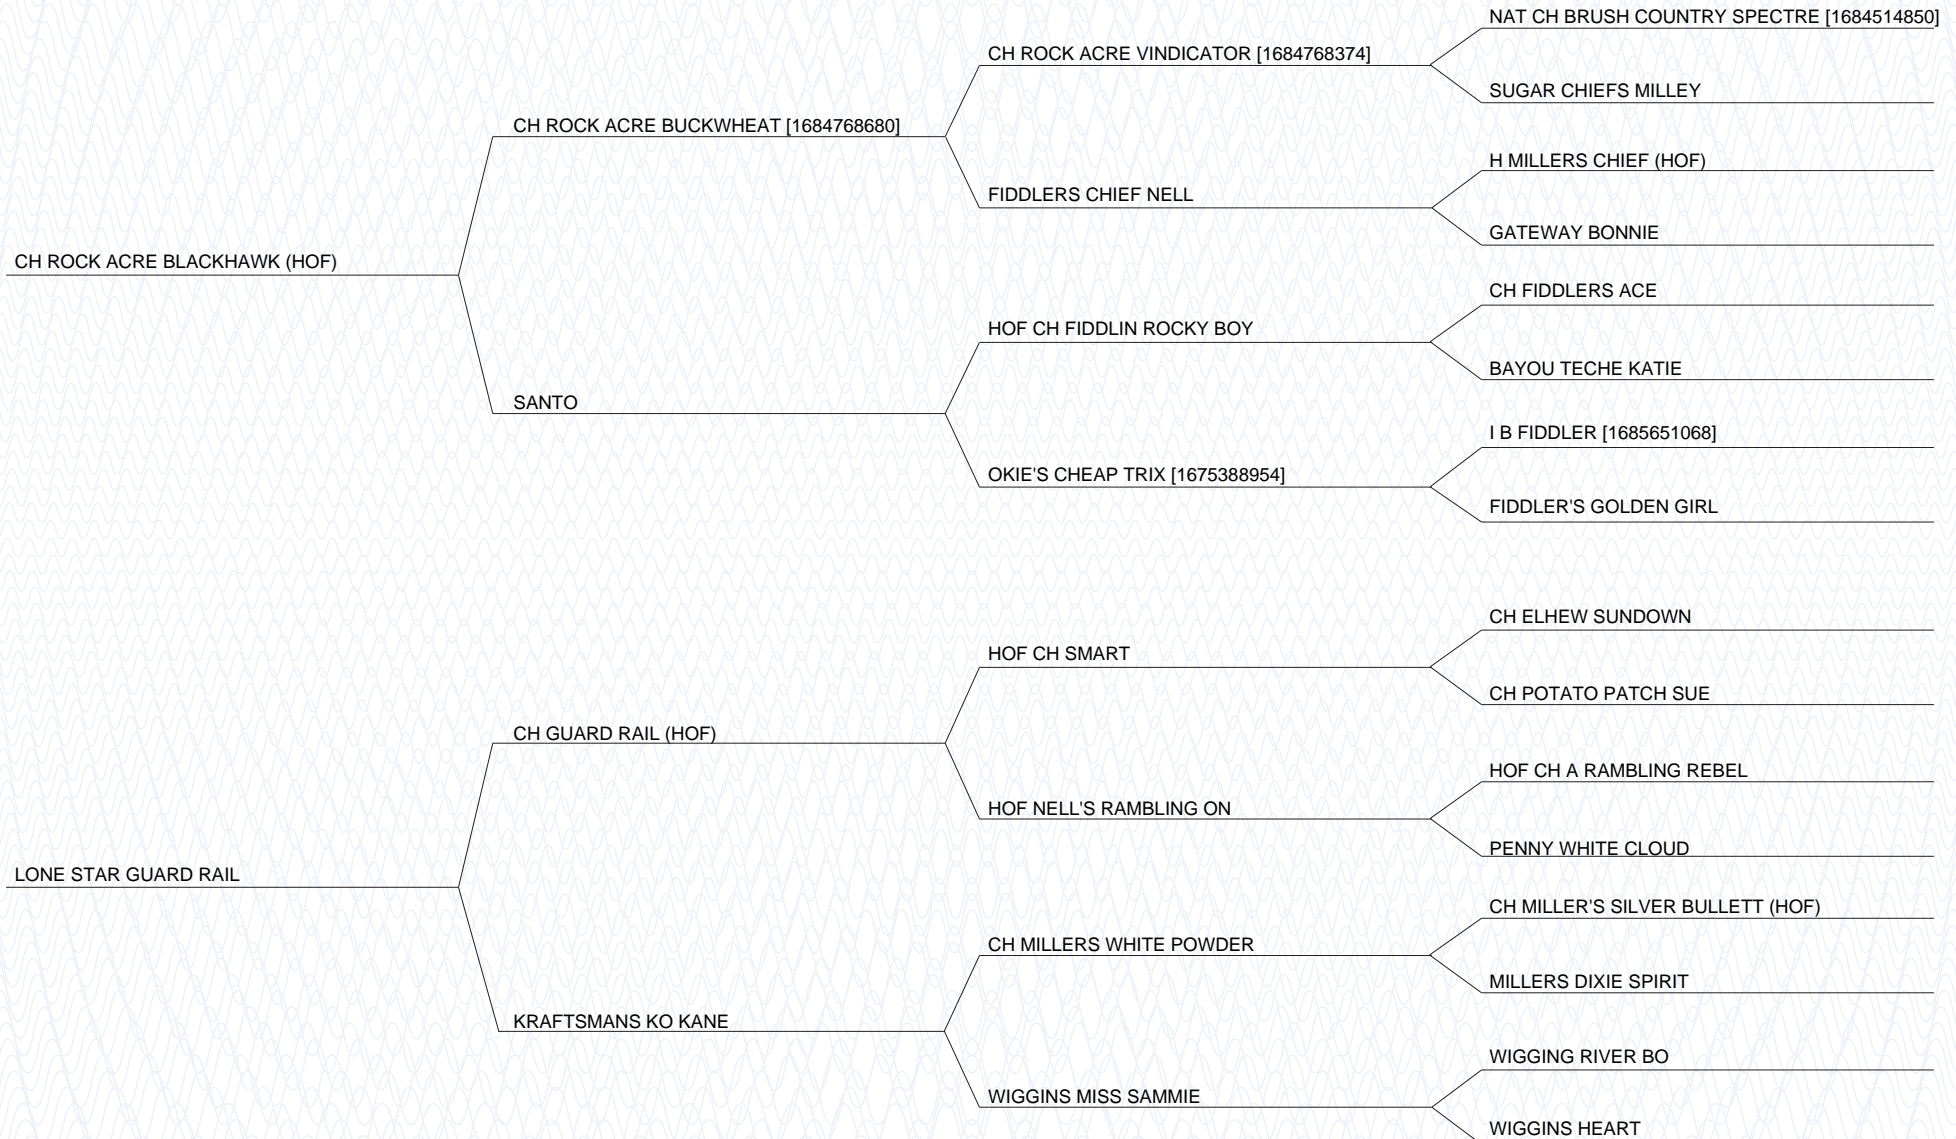 NAT CH BRUSH COUNTRY SPECTRE [1684514850]
CH ROCK ACRE VINDICATOR [1684768374]
SUGAR CHIEFS MILLEY
CH ROCK ACRE BUCKWHEAT [1684768680]
H MILLERS CHIEF (HOF)
FIDDLERS CHIEF NELL
GATEWAY BONNIE
CH ROCK ACRE BLACKHAWK (HOF)
CH FIDDLERS ACE
HOF CH FIDDLIN ROCKY BOY
BAYOU TECHE KATIE
SANTO
I B FIDDLER [1685651068]
OKIE'S CHEAP TRIX [1675388954]
FIDDLER'S GOLDEN GIRL
CH ELHEW SUNDOWN
HOF CH SMART
CH POTATO PATCH SUE
CH GUARD RAIL (HOF)
HOF CH A RAMBLING REBEL
HOF NELL'S RAMBLING ON
PENNY WHITE CLOUD
LONE STAR GUARD RAIL
CH MILLER'S SILVER BULLETT (HOF)
CH MILLERS WHITE POWDER
MILLERS DIXIE SPIRIT
KRAFTSMANS KO KANE
WIGGING RIVER BO
WIGGINS MISS SAMMIE
WIGGINS HEART